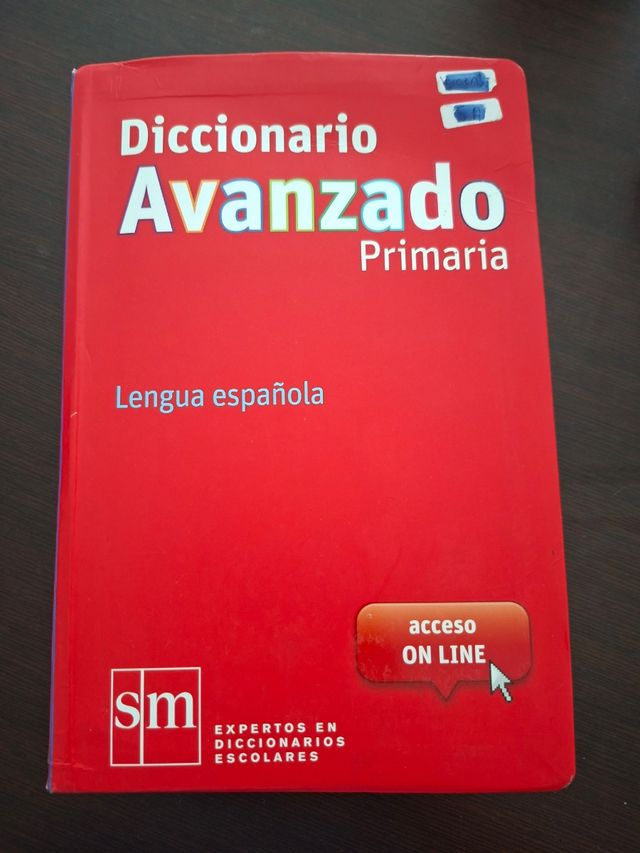 Diccionario
Avanzado
Primaria
Lengua española
acceso
ON LINE
sm
EXPERTOS EN
DICCIONARIOS
ESCOLARES